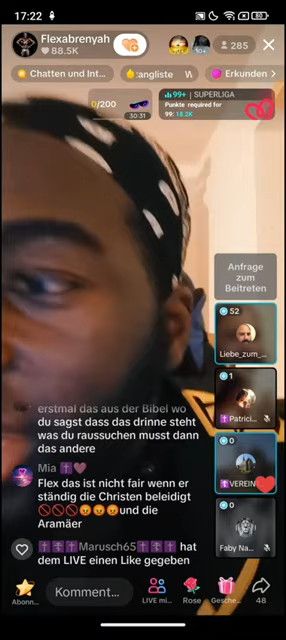 17:22
80
Flexabrenyah
88.5K
285
Chatten und Int...
:angliste
Erkunden >
0/200
30:31
99+ | SUPERLIGA
Punkte required for
99: 18.2K
Anfrage
zum
Beitreten
52
Liebe_zum_...
1
Patrici...
0
VEREIN
0
Faby Na...
erstmal das aus der Bibel wo
du sagst dass das drinne steht
was du raussuchen musst dann
das andere
Mia
Flex das ist nicht fair wenn er
ständig die Christen beleidigt
🚫🚫🚫😡😡😡und die
Aramäer
Marusch65 hat
dem LIVE einen Like gegeben
Abonn...
Komment...
LIVE mi...
Rose
Gesche...
48